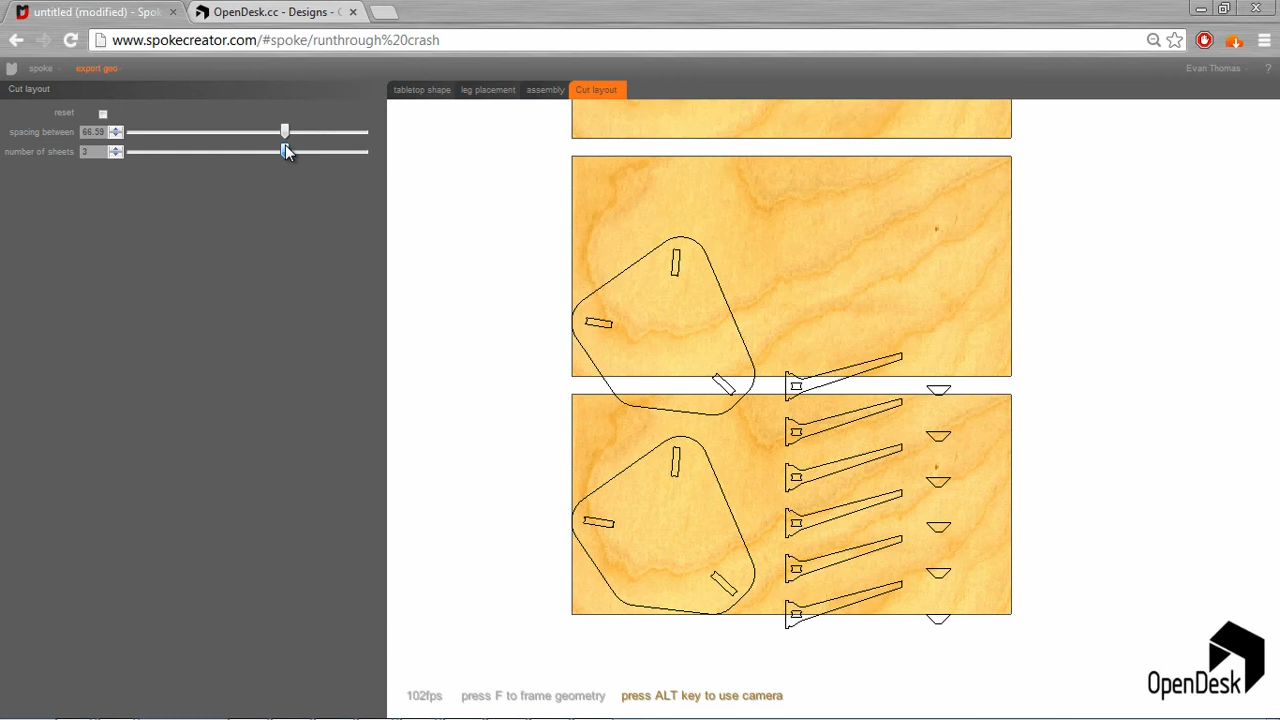 untitled (modified) - Spok
OpenDesk.cc - Designs - C
www.spokecreator.com/#spoke/runthrough%20crash
spoke
export geo
Evan Thomas
?
Cut layout
tabletop shape
leg placement
assembly
Cut layout
reset
spacing between
66.59
number of sheets
3
102fps
press F to frame geometry
press ALT key to use camera
OpenDesk